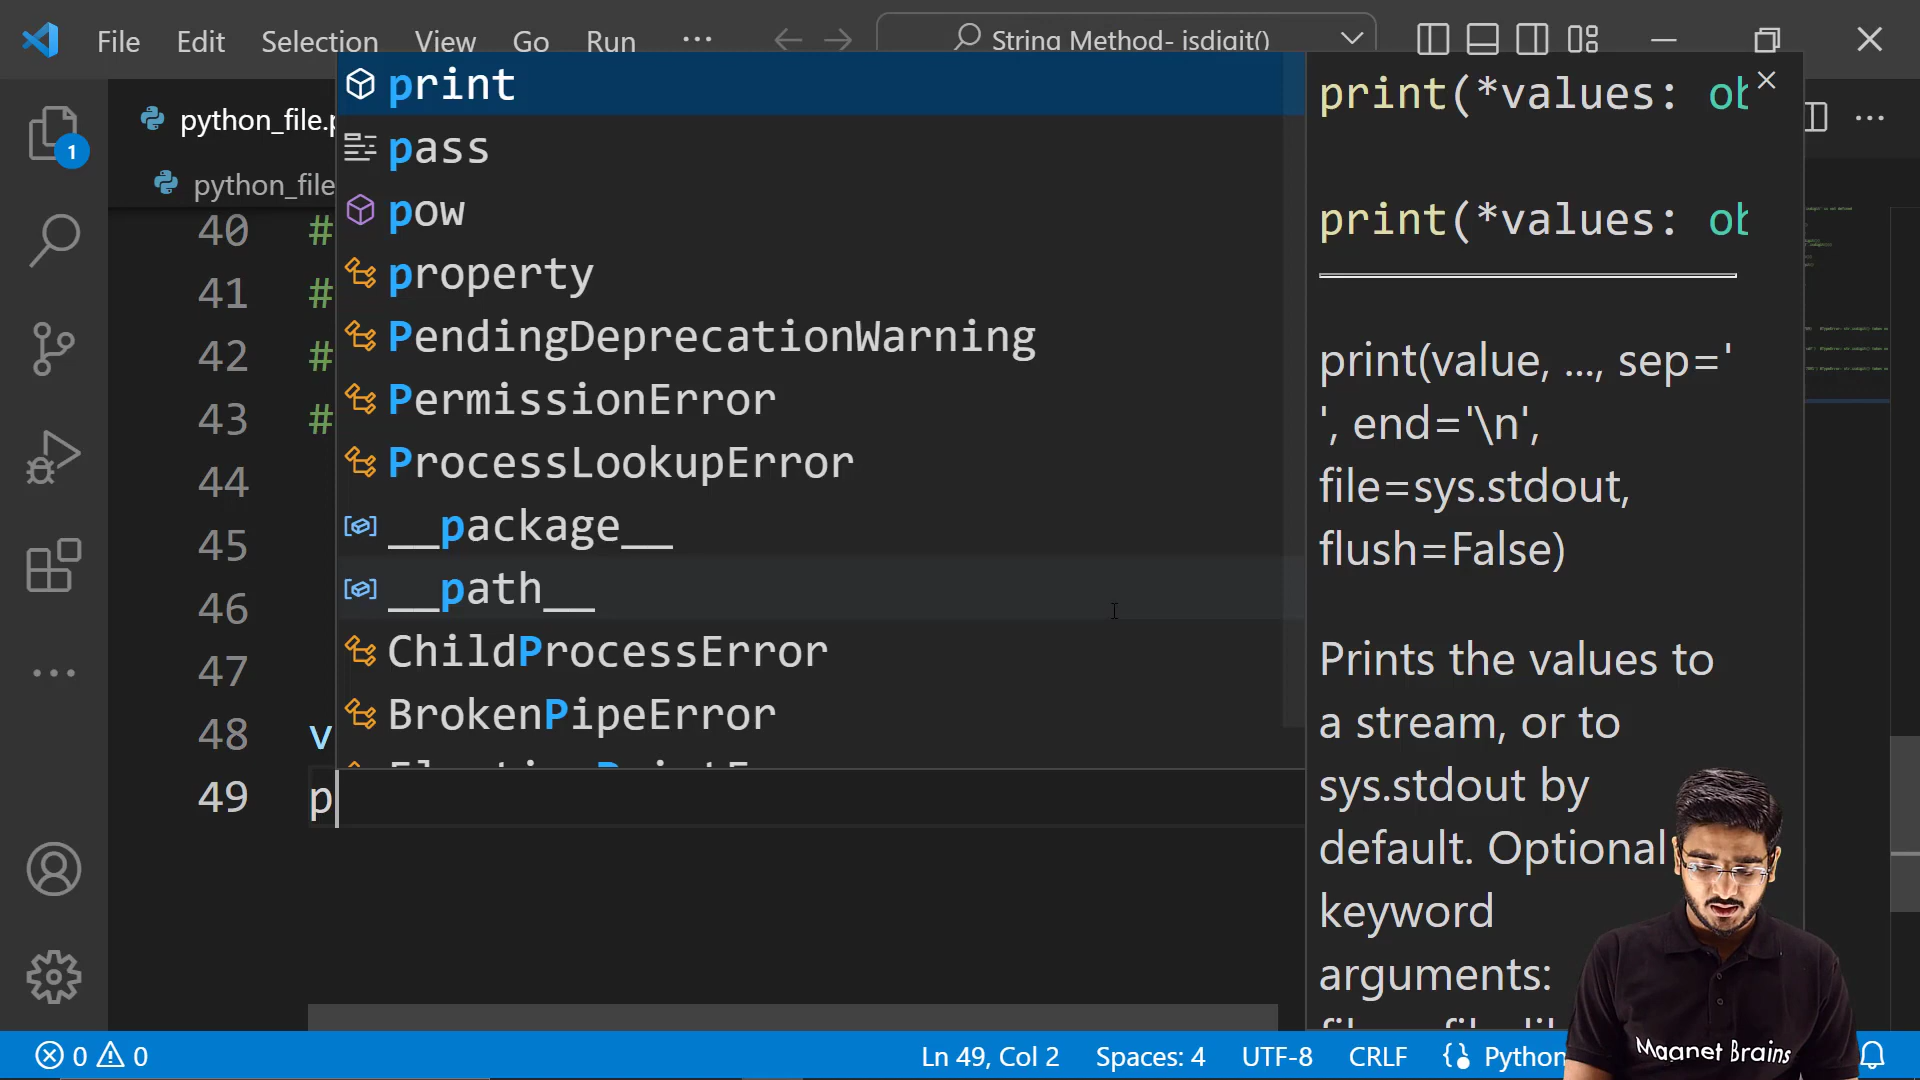 File Edit Selection View Go Run ··· String Method- isdigit()
python_file.p
python_file
40 #
41 #
42 #
43 #
44
45
46
47
48 v
49 p
print
pass
pow
property
PendingDeprecationWarning
PermissionError
ProcessLookupError
__package__
__path__
ChildProcessError
BrokenPipeError
print(*values: ob
print(*values: ob
print(value, ..., sep='
', end='\n',
file=sys.stdout,
flush=False)
Prints the values to
a stream, or to
sys.stdout by
default. Optional
keyword
arguments:
1
Magnet Brains
0 0 Ln 49, Col 2 Spaces: 4 UTF-8 CRLF Python